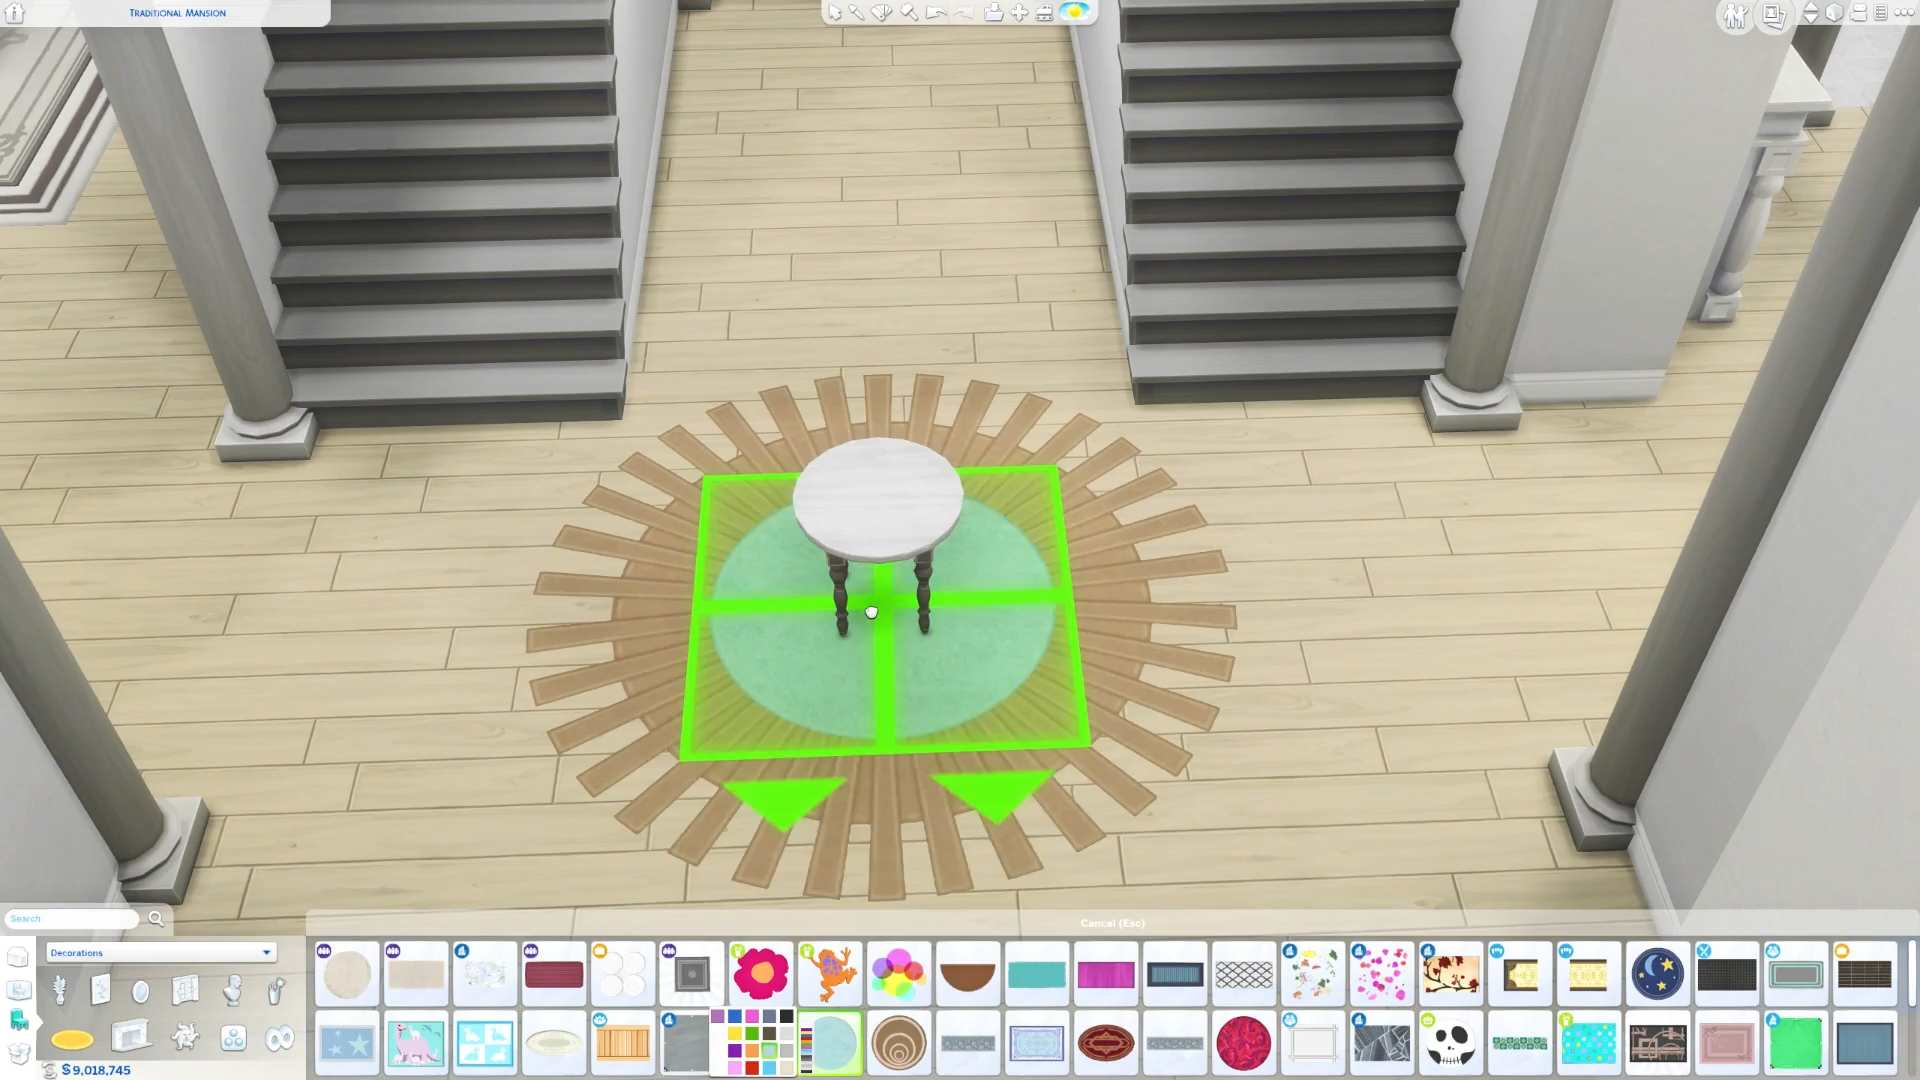 TRADITIONAL MANSION
Search
Cancel (Esc)
Decorations
§9,018,745